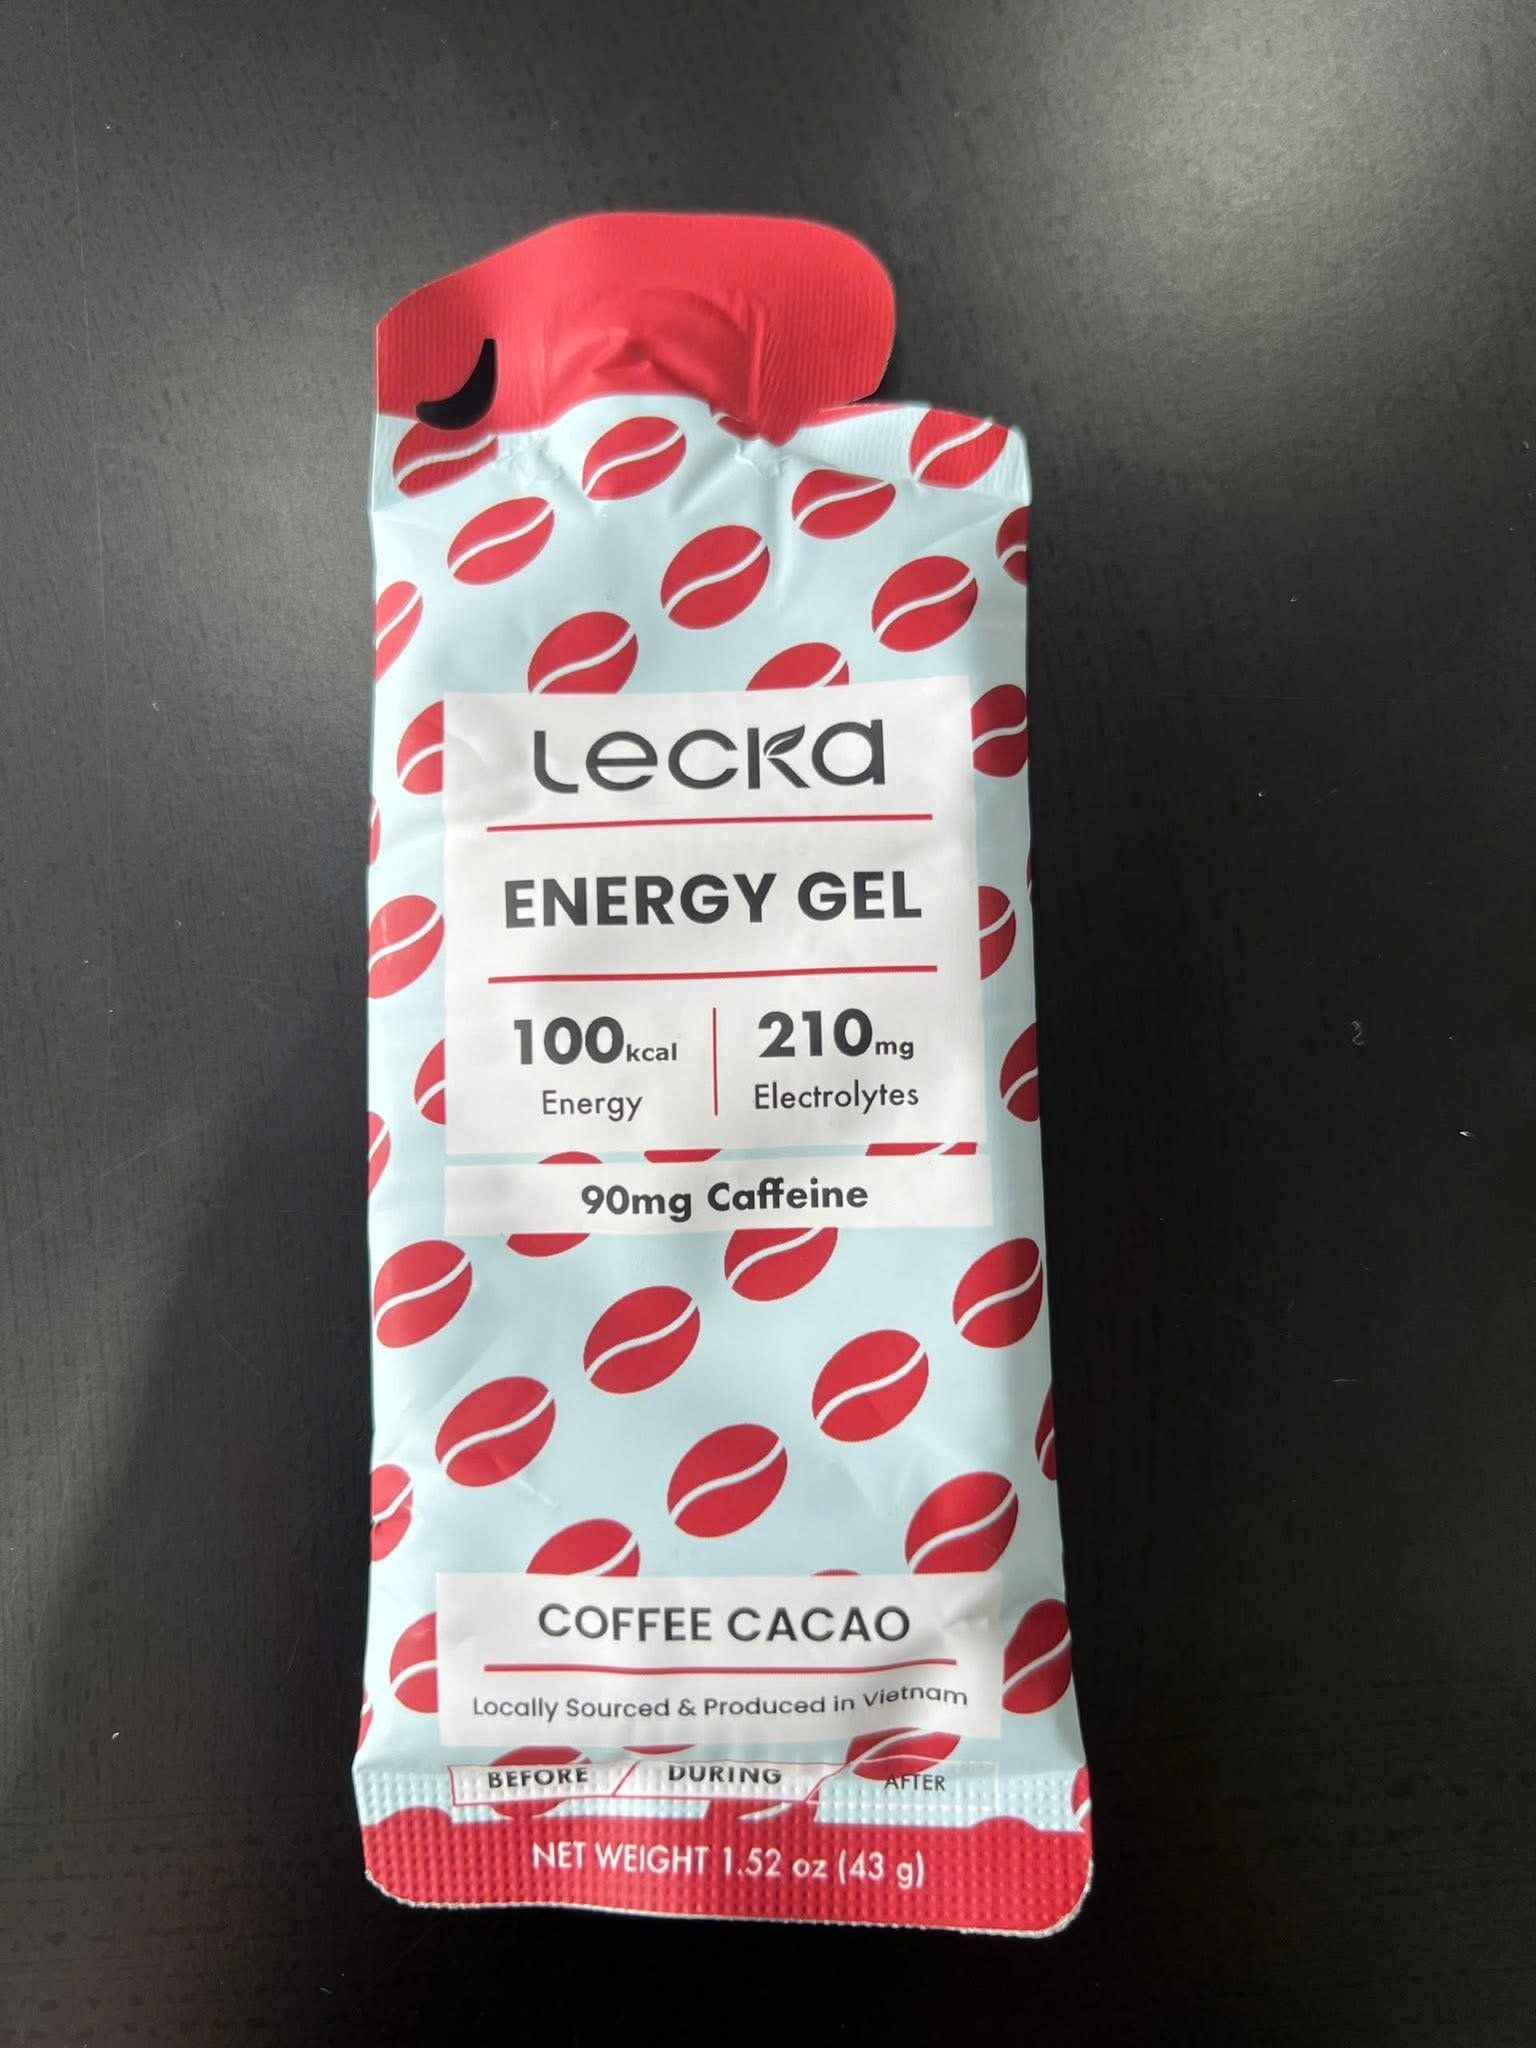 Lecka
ENERGY GEL
100kcal
Energy
210mg
Electrolytes
90mg Caffeine
COFFEE CACAO
Locally Sourced & Produced in Vietnam
BEFORE DURING AFTER
NET WEIGHT 1.52 oz (43 g)